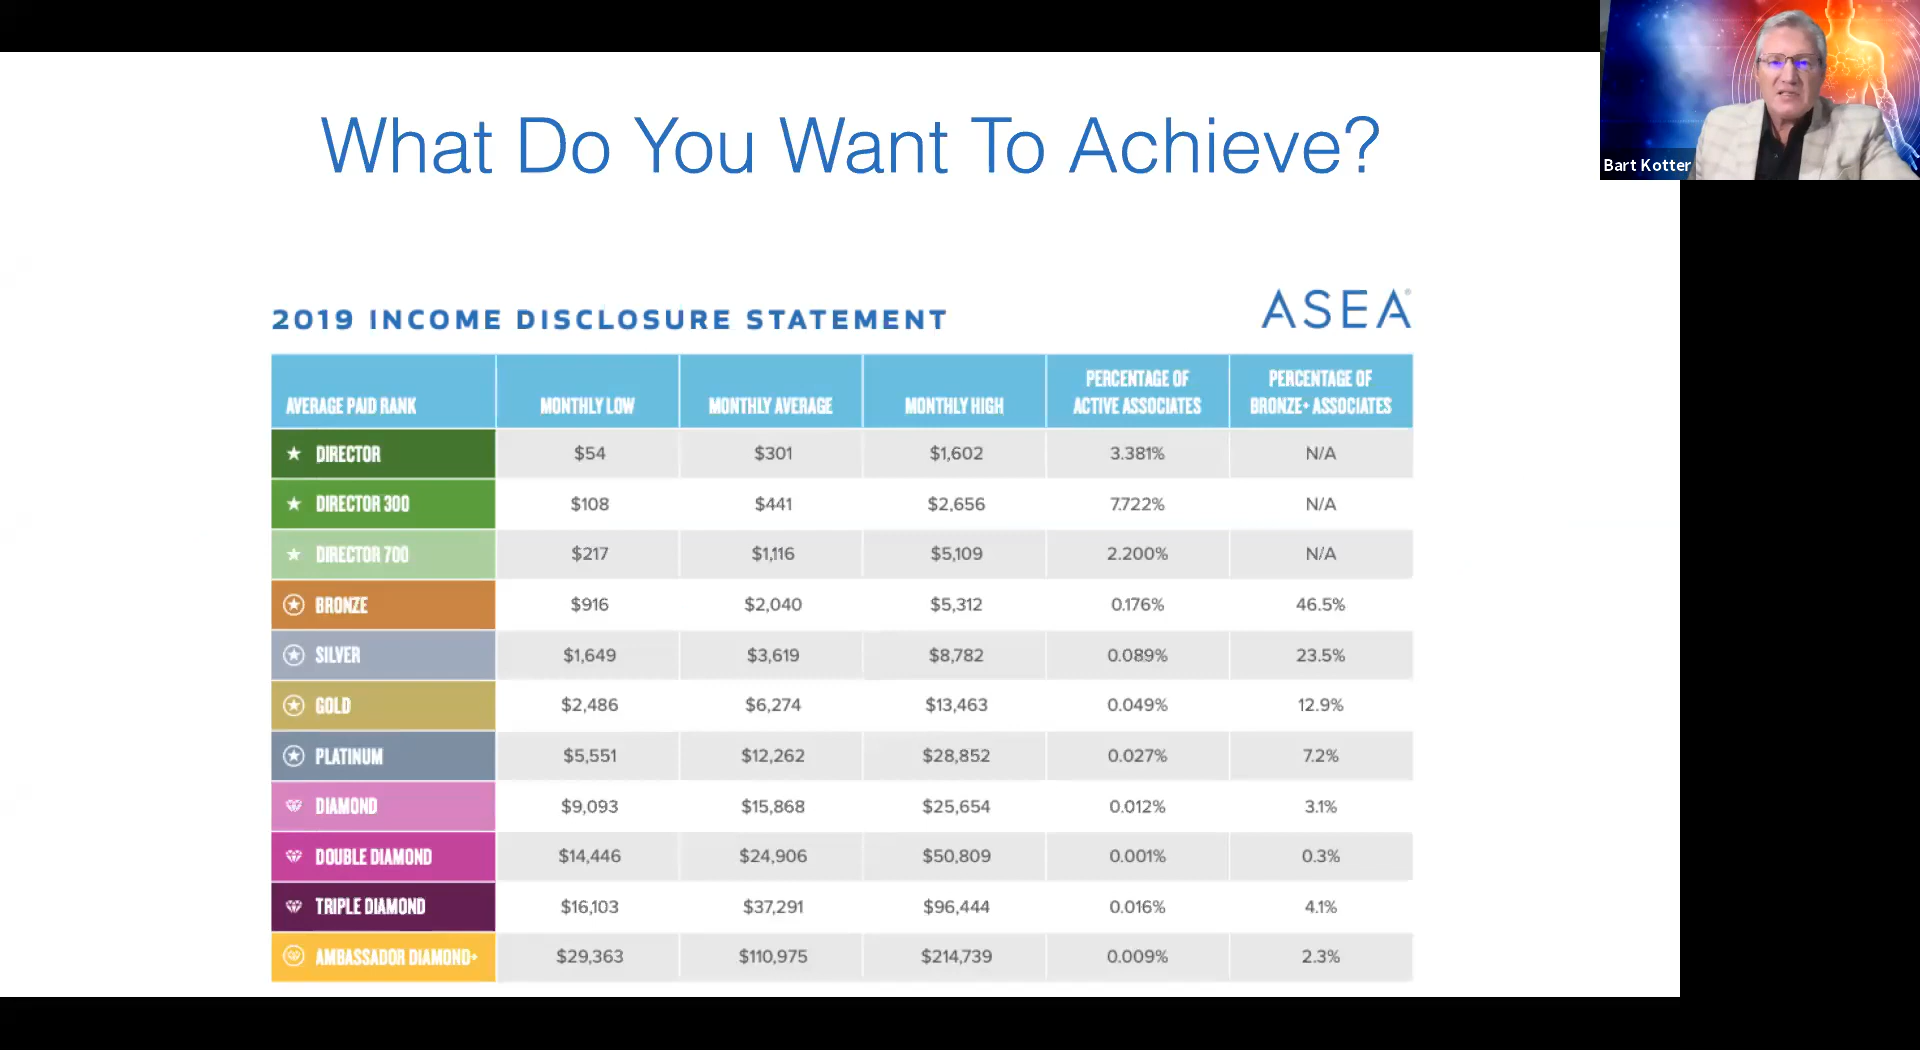 What Do You Want To Achieve?
Bart Kotter
2019 INCOME DISCLOSURE STATEMENT
ASEA®
AVERAGE PAID RANK MONTHLY LOW MONTHLY AVERAGE MONTHLY HIGH PERCENTAGE OF ACTIVE ASSOCIATES PERCENTAGE OF BRONZE+ ASSOCIATES
DIRECTOR $54 $301 $1,602 3.381% N/A
DIRECTOR 300 $108 $441 $2,656 7.722% N/A
DIRECTOR 700 $217 $1,116 $5,109 2.200% N/A
BRONZE $916 $2,040 $5,312 0.176% 46.5%
SILVER $1,649 $3,619 $8,782 0.089% 23.5%
GOLD $2,486 $6,274 $13,463 0.049% 12.9%
PLATINUM $5,551 $12,262 $28,852 0.027% 7.2%
DIAMOND $9,093 $15,868 $25,654 0.012% 3.1%
DOUBLE DIAMOND $14,446 $24,906 $50,809 0.001% 0.3%
TRIPLE DIAMOND $16,103 $37,291 $96,444 0.016% 4.1%
AMBASSADOR DIAMOND+ $29,363 $110,975 $214,739 0.009% 2.3%